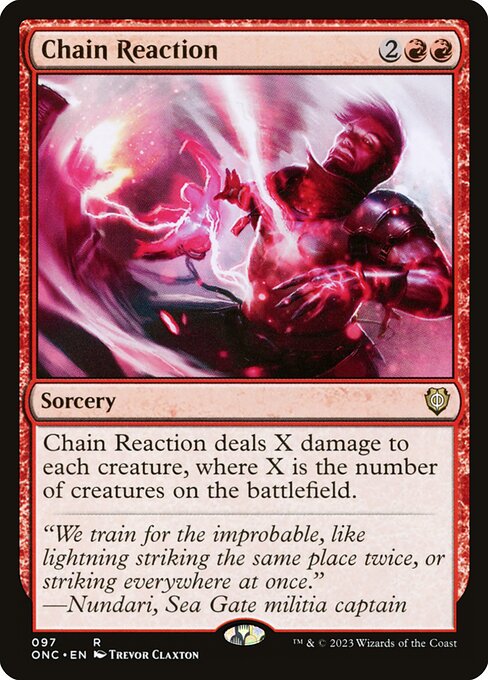 Chain Reaction 2
Sorcery
Chain Reaction deals X damage to
each creature, where X is the number
of creatures on the battlefield.
“We train for the improbable, like
lightning striking the same place twice, or
striking everywhere at once.”
—Nundari, Sea Gate militia captain
097 R
ONC • EN TREVOR CLAXTON
™ & © 2023 Wizards of the Coast